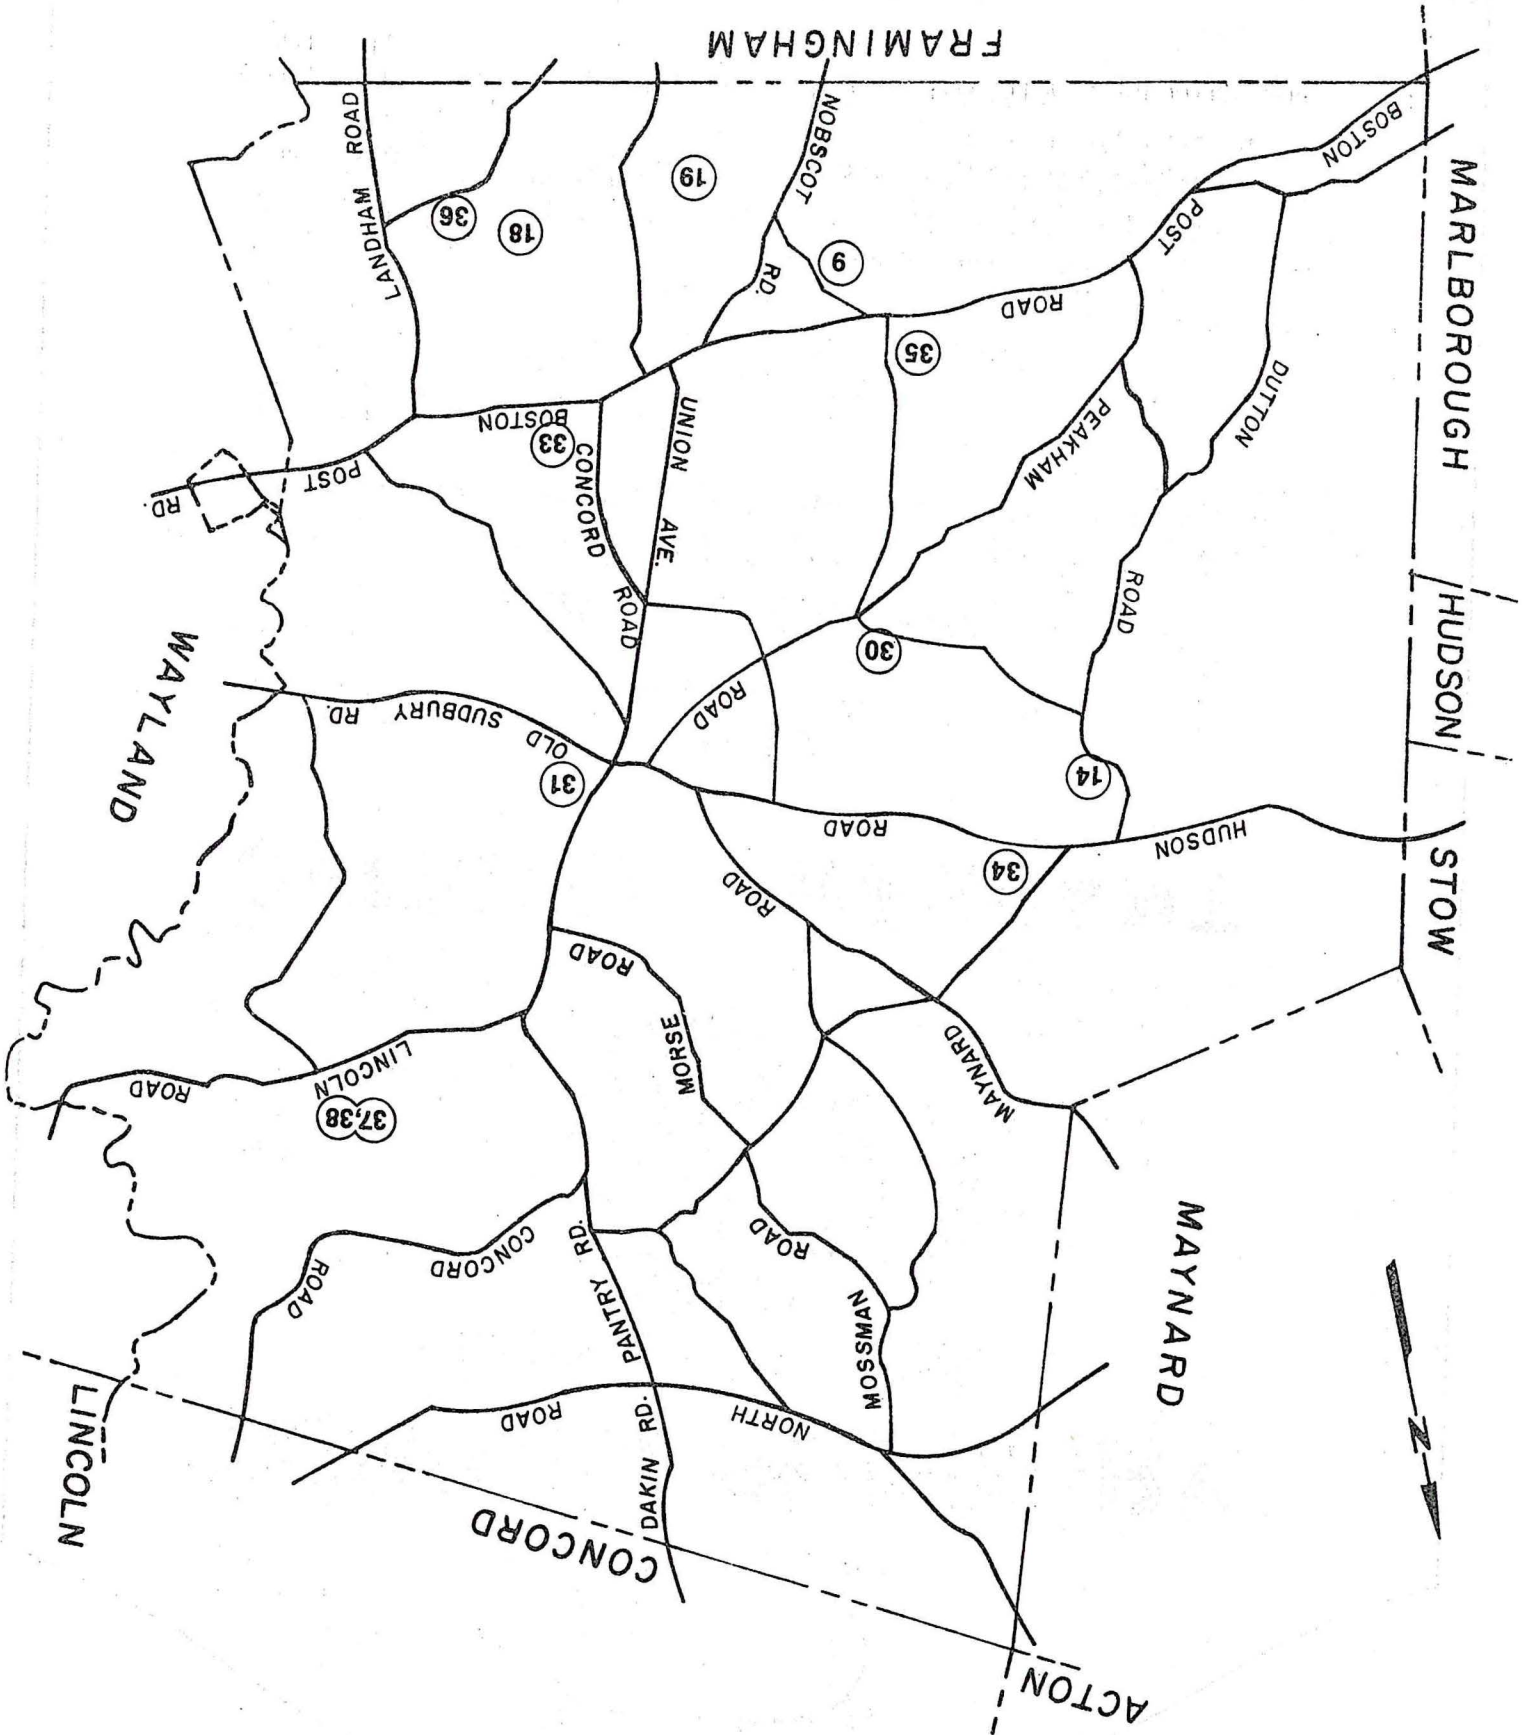 ACTON
CONCORD
LINCOLN
N
DAKIN RD.
NORTH
ROAD
MOSSMAN
ROAD
PANTRY RD.
CONCORD
ROAD
MAYNARD
MAYNARD
ROAD
MORSE
ROAD
37,38
LINCOLN
ROAD
STOW
34
HUDSON
ROAD
14
31
OLD
SUDBURY
RD.
WAYLAND
HUDSON
30
ROAD
DUTTON
ROAD
PEAKHAM
UNION AVE.
CONCORD ROAD
33
BOSTON
POST
RD.
35
MARLBOROUGH
BOSTON
POST
ROAD
9
NOBSCOT
RD.
19
18
36
LANDHAM ROAD
FRAMINGHAM